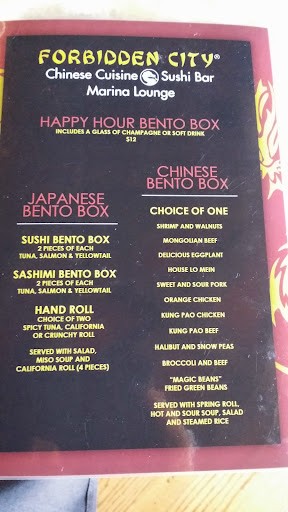 FORBIDDEN CITY®
Chinese Cuisine Sushi Bar
Marina Lounge
HAPPY HOUR BENTO BOX
INCLUDES A GLASS OF CHAMPAGNE OR SOFT DRINK
$12
JAPANESE
BENTO BOX
SUSHI BENTO BOX
2 PIECES OF EACH
TUNA, SALMON & YELLOWTAIL
SASHIMI BENTO BOX
2 PIECES OF EACH
TUNA, SALMON & YELLOWTAIL
HAND ROLL
CHOICE OF TWO
SPICY TUNA, CALIFORNIA
OR CRUNCHY ROLL
SERVED WITH SALAD,
MISO SOUP AND
CALIFORNIA ROLL (4 PIECES)
CHINESE
BENTO BOX
CHOICE OF ONE
SHRIMP AND WALNUTS
MONGOLIAN BEEF
DELICIOUS EGGPLANT
HOUSE LO MEIN
SWEET AND SOUR PORK
ORANGE CHICKEN
KUNG PAO CHICKEN
KUNG PAO BEEF
HALIBUT AND SNOW PEAS
BROCCOLI AND BEEF
"MAGIC BEANS"
FRIED GREEN BEANS
SERVED WITH SPRING ROLL,
HOT AND SOUR SOUP, SALAD
AND STEAMED RICE